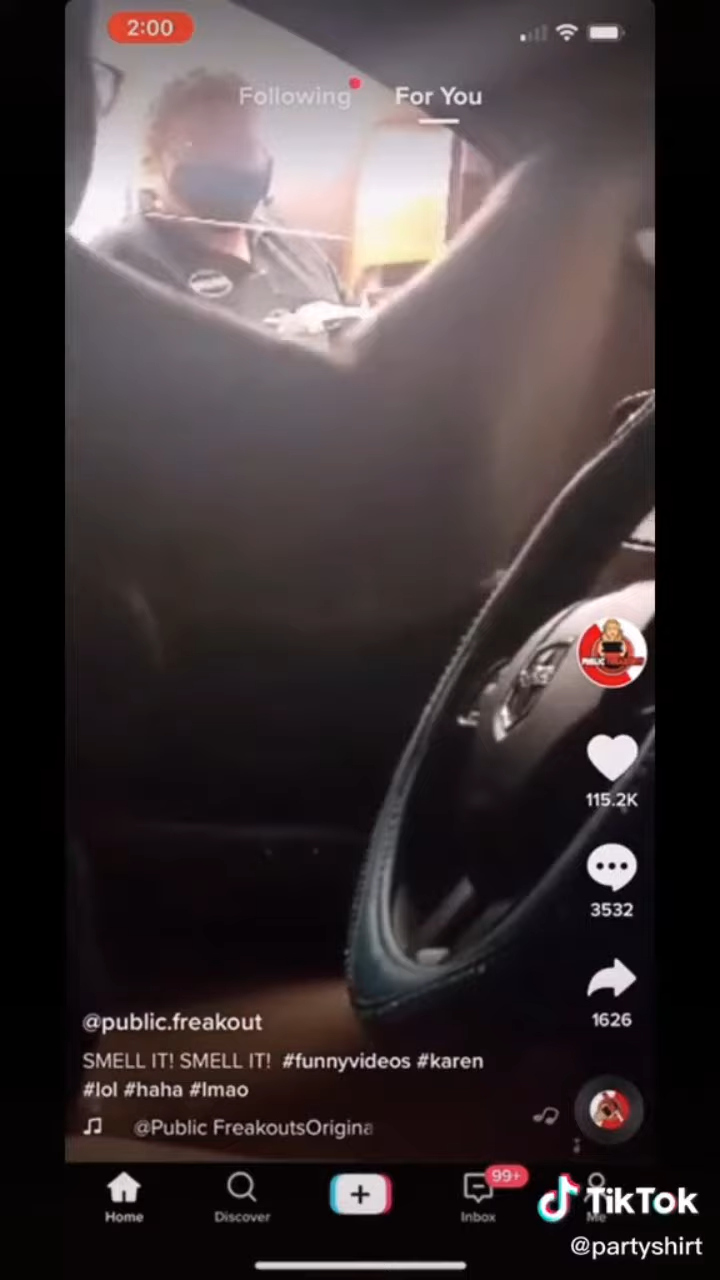 2:00
Following
For You
115.2K
3532
1626
@public.freakout
SMELL IT! SMELL IT! #funnyvideos #karen
#lol #haha #lmao
@Public FreakoutsOrigina
99+
Home
Discover
Inbox
Me
TikTok
@partyshirt